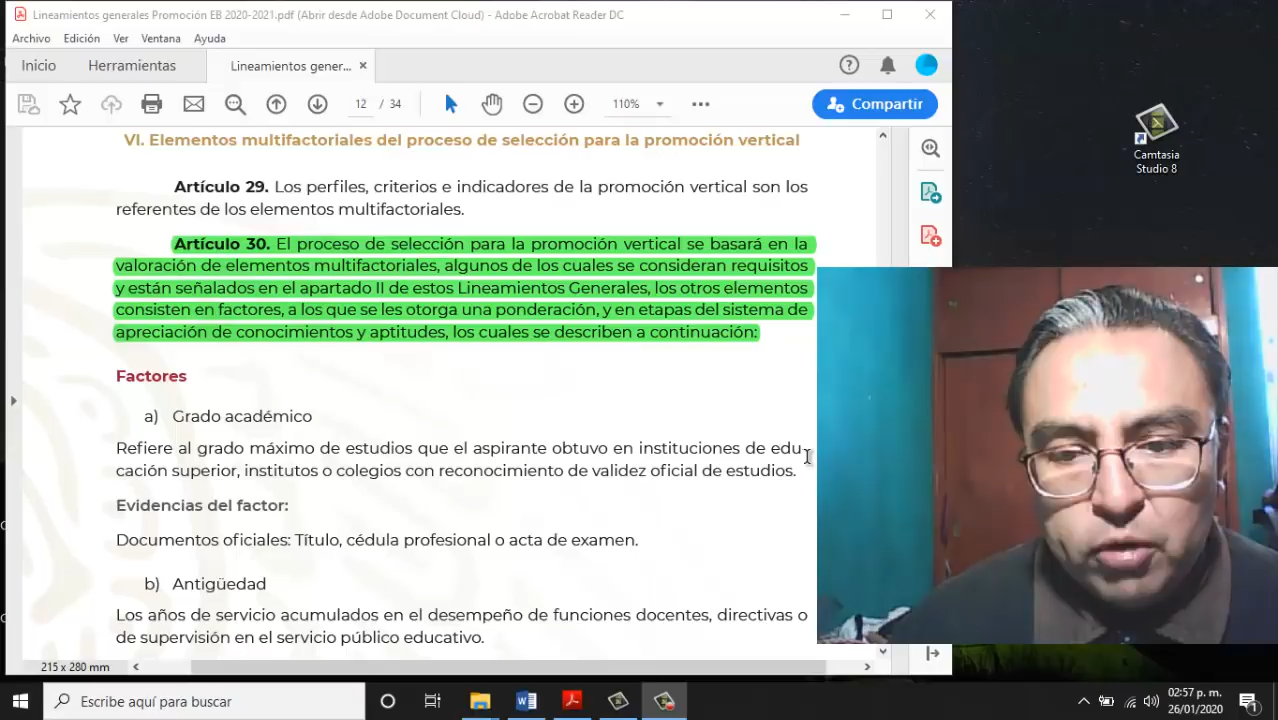 Lineamientos generales Promoción EB 2020-2021.pdf (Abrir desde Adobe Document Cloud) - Adobe Acrobat Reader DC
Archivo Edición Ver Ventana Ayuda
Inicio Herramientas Lineamientos gener... ×
12 / 34 110% Compartir
VI. Elementos multifactoriales del proceso de selección para la promoción vertical
Artículo 29. Los perfiles, criterios e indicadores de la promoción vertical son los
referentes de los elementos multifactoriales.
Artículo 30. El proceso de selección para la promoción vertical se basará en la
valoración de elementos multifactoriales, algunos de los cuales se consideran requisitos
y están señalados en el apartado II de estos Lineamientos Generales, los otros elementos
consisten en factores, a los que se les otorga una ponderación, y en etapas del sistema de
apreciación de conocimientos y aptitudes, los cuales se describen a continuación:
Factores
a) Grado académico
Refiere al grado máximo de estudios que el aspirante obtuvo en instituciones de edu-
cación superior, institutos o colegios con reconocimiento de validez oficial de estudios.
Evidencias del factor:
Documentos oficiales: Título, cédula profesional o acta de examen.
b) Antigüedad
Los años de servicio acumulados en el desempeño de funciones docentes, directivas o
de supervisión en el servicio público educativo.
215 x 280 mm
Camtasia
Studio 8
Escribe aquí para buscar
02:57 p. m.
26/01/2020
1